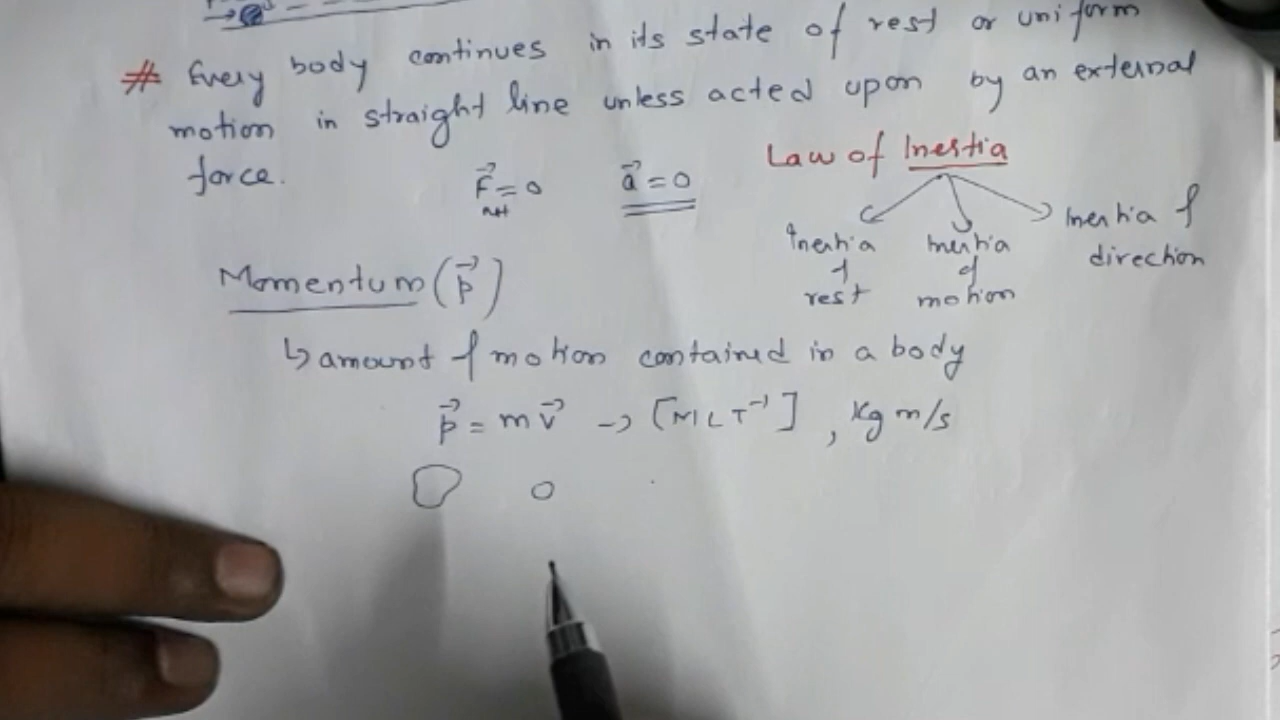 # Every body continues in its state of rest or uniform
motion in straight line unless acted upon by an external
force.
F⃗net = 0 a⃗ = 0
Law of Inertia
Inertia of rest
Inertia of motion
Inertia of direction
Momentum (p⃗)
↳ amount of motion contained in a body
p⃗ = mv⃗ → [MLT⁻¹] , Kg m/s